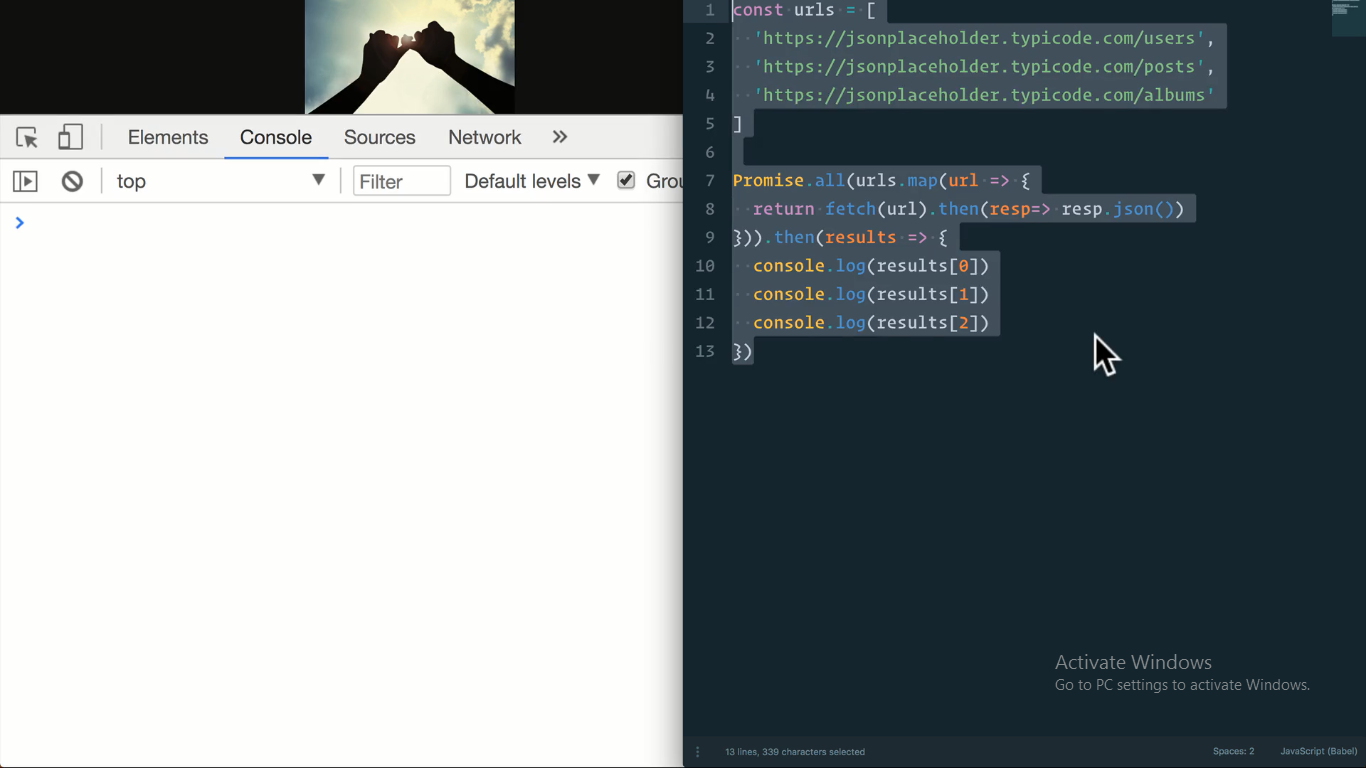 Elements Console Sources Network »
top ▼ Filter Default levels ▼ Grou
>
1 const urls = [
2 'https://jsonplaceholder.typicode.com/users',
3 'https://jsonplaceholder.typicode.com/posts',
4 'https://jsonplaceholder.typicode.com/albums'
5 ]
6
7 Promise.all(urls.map(url => {
8 return fetch(url).then(resp=> resp.json())
9 })).then(results => {
10 console.log(results[0])
11 console.log(results[1])
12 console.log(results[2])
13 })
Activate Windows
Go to PC settings to activate Windows.
13 lines, 339 characters selected Spaces: 2 JavaScript (Babel)